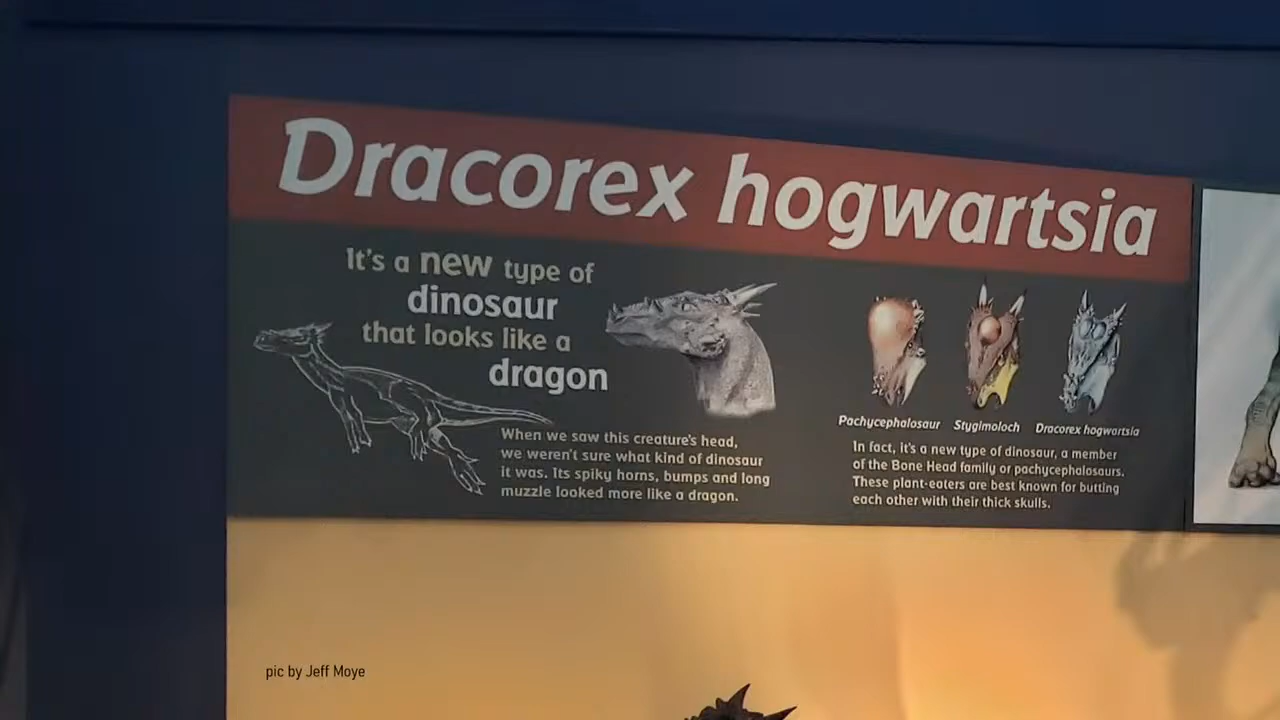 Dracorex hogwartsia
It's a new type of
dinosaur
that looks like a
dragon
When we saw this creature's head,
we weren't sure what kind of dinosaur
it was. Its spiky horns, bumps and long
muzzle looked more like a dragon.
Pachycephalosaur
Stygimoloch
Dracorex hogwartsia
In fact, it's a new type of dinosaur, a member
of the Bone Head family or pachycephalosaurs.
These plant-eaters are best known for butting
each other with their thick skulls.
pic by Jeff Moye